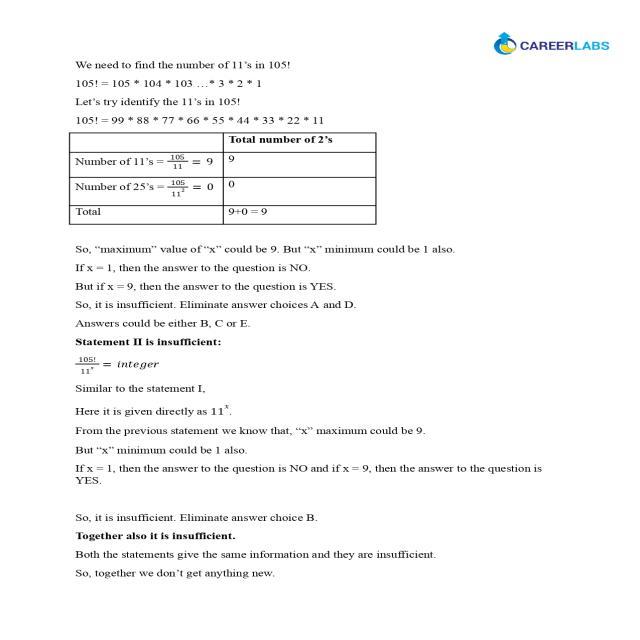 CAREERLABS
We need to find the number of 11's in 105!
105! = 105 * 104 * 103 …* 3 * 2 * 1
Let's try identify the 11's in 105!
105! = 99 * 88 * 77 * 66 * 55 * 44 * 33 * 22 * 11
Total number of 2's
Number of 11's = 105/11 = 9 9
Number of 25's = 105/11² = 0 0
Total 9+0 = 9
So, "maximum" value of "x" could be 9. But "x" minimum could be 1 also.
If x = 1, then the answer to the question is NO.
But if x = 9, then the answer to the question is YES.
So, it is insufficient. Eliminate answer choices A and D.
Answers could be either B, C or E.
Statement II is insufficient:
105!/11ˣ = integer
Similar to the statement I,
Here it is given directly as 11ˣ.
From the previous statement we know that, "x" maximum could be 9.
But "x" minimum could be 1 also.
If x = 1, then the answer to the question is NO and if x = 9, then the answer to the question is
YES.
So, it is insufficient. Eliminate answer choice B.
Together also it is insufficient.
Both the statements give the same information and they are insufficient.
So, together we don't get anything new.